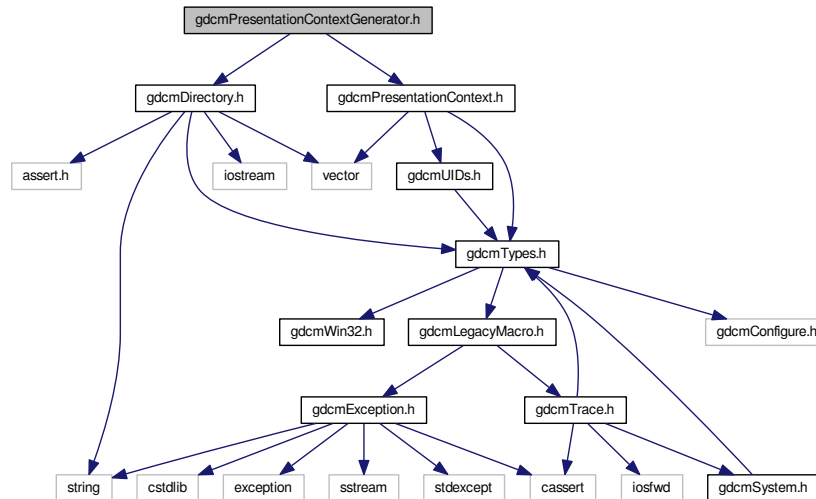 gdcmPresentationContextGenerator.h
gdcmDirectory.h
gdcmPresentationContext.h
assert.h
iostream
vector
gdcmUIDs.h
gdcmTypes.h
gdcmWin32.h
gdcmLegacyMacro.h
gdcmConfigure.h
gdcmException.h
gdcmTrace.h
string
cstdlib
exception
sstream
stdexcept
cassert
iosfwd
gdcmSystem.h